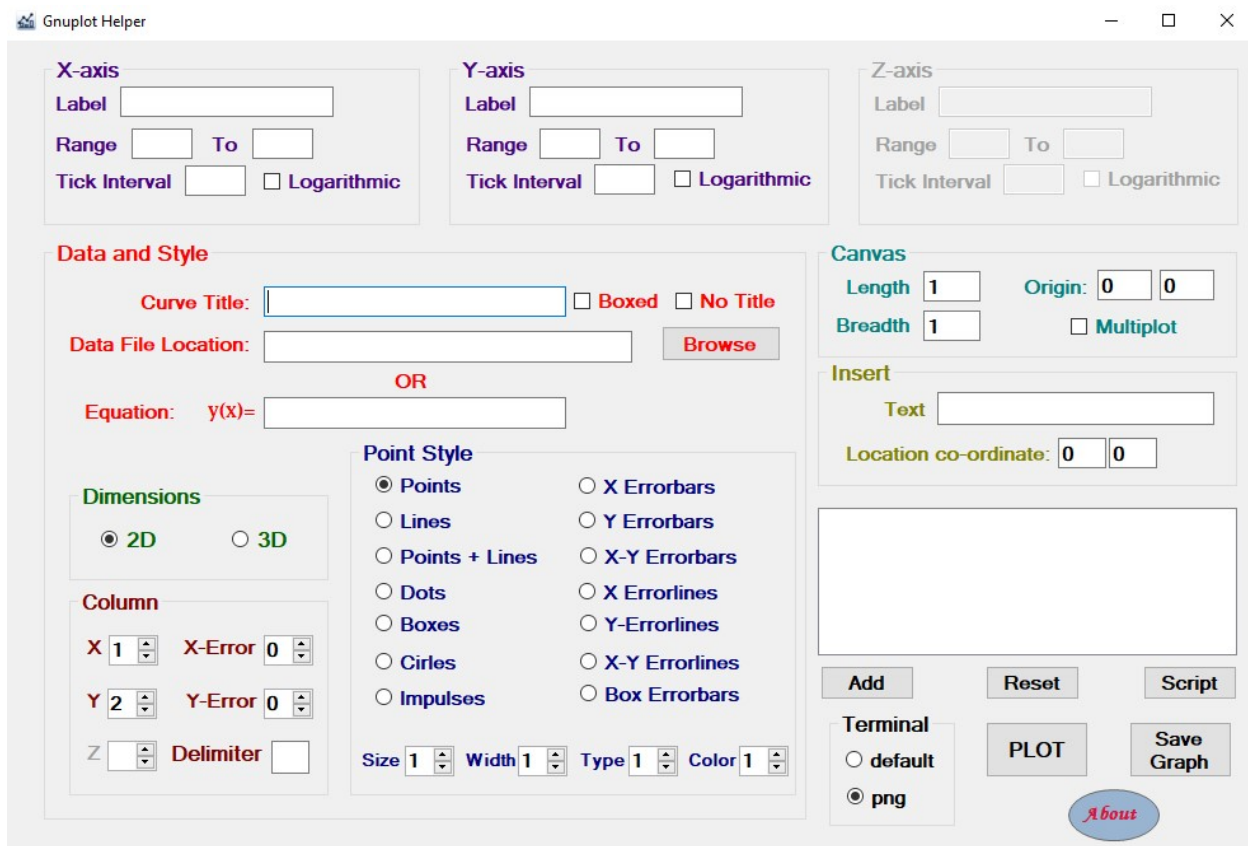 Gnuplot Helper
X-axis
Label
Range To
Tick Interval Logarithmic
Y-axis
Label
Range To
Tick Interval Logarithmic
Z-axis
Label
Range To
Tick Interval Logarithmic
Data and Style
Curve Title: Boxed No Title
Data File Location: Browse
OR
Equation: y(x)=
Dimensions
2D 3D
Column
X 1 X-Error 0
Y 2 Y-Error 0
Z Delimiter
Point Style
Points X Errorbars
Lines Y Errorbars
Points + Lines X-Y Errorbars
Dots X Errorlines
Boxes Y-Errorlines
Cirles X-Y Errorlines
Impulses Box Errorbars
Size 1 Width 1 Type 1 Color 1
Canvas
Length 1 Origin: 0 0
Breadth 1 Multiplot
Insert
Text
Location co-ordinate: 0 0
Add Reset Script
Terminal
default
png
PLOT
Save
Graph
About